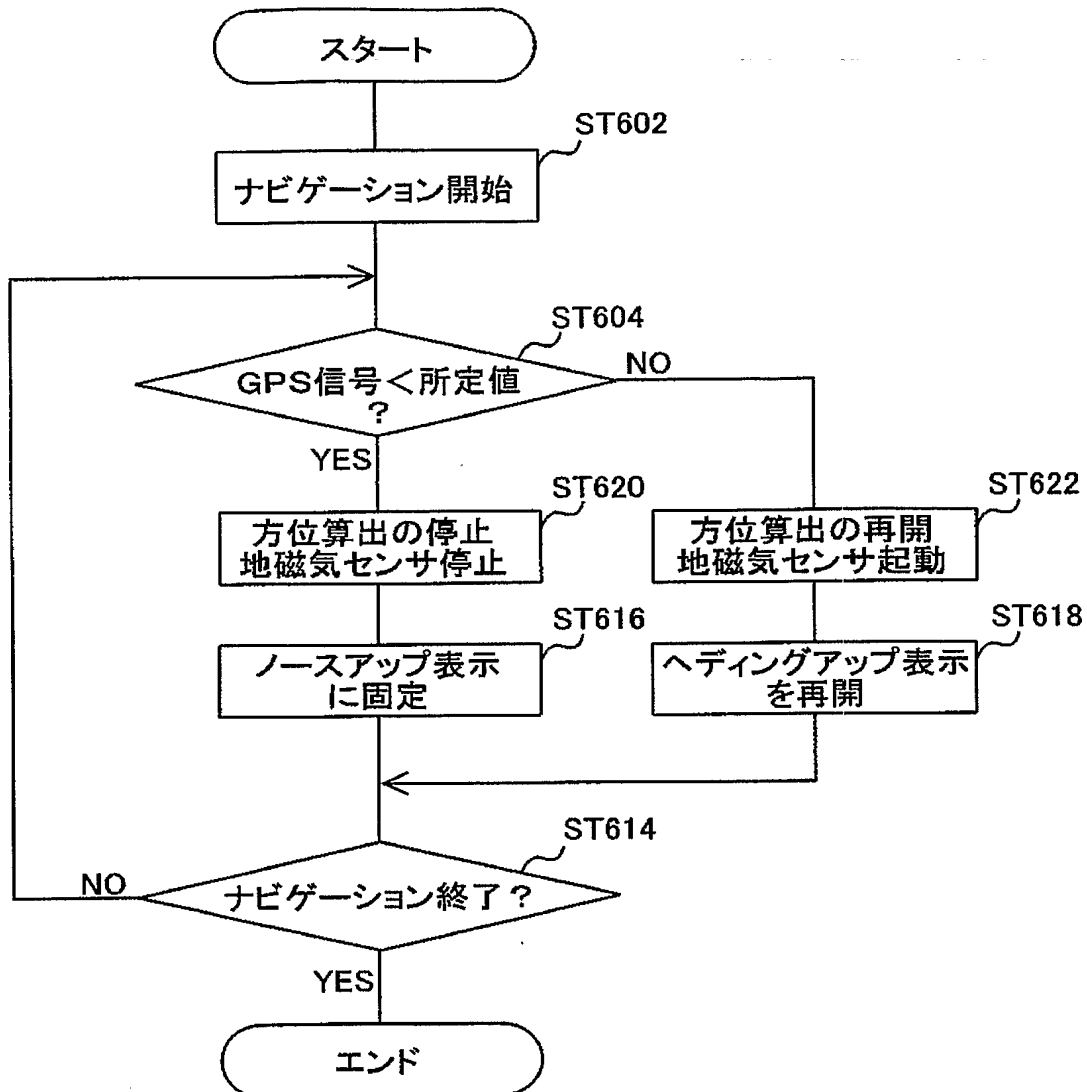 スタート
ST602
ナビゲーション開始
ST604
GPS信号<所定値
?
NO
YES
ST620
方位算出の停止
地磁気センサ停止
ST622
方位算出の再開
地磁気センサ起動
ST616
ノースアップ表示
に固定
ST618
ヘディングアップ表示
を再開
ST614
ナビゲーション終了?
NO
YES
エンド